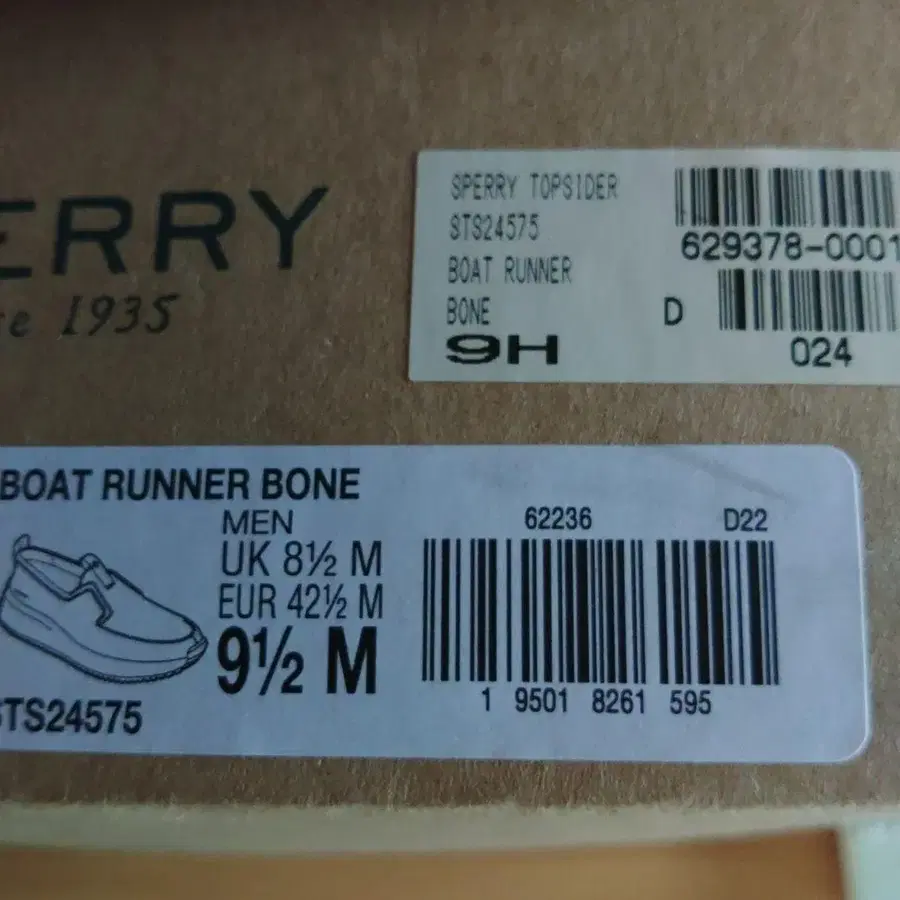 ERRY
1935
SPERRY TOPSIDER
STS24575
629378-0001
BOAT RUNNER
BONE
D
9H
024
BOAT RUNNER BONE
MEN
62236
D22
UK 8½ M
EUR 42½ M
9½ M
STS24575
1 9501 8261 595